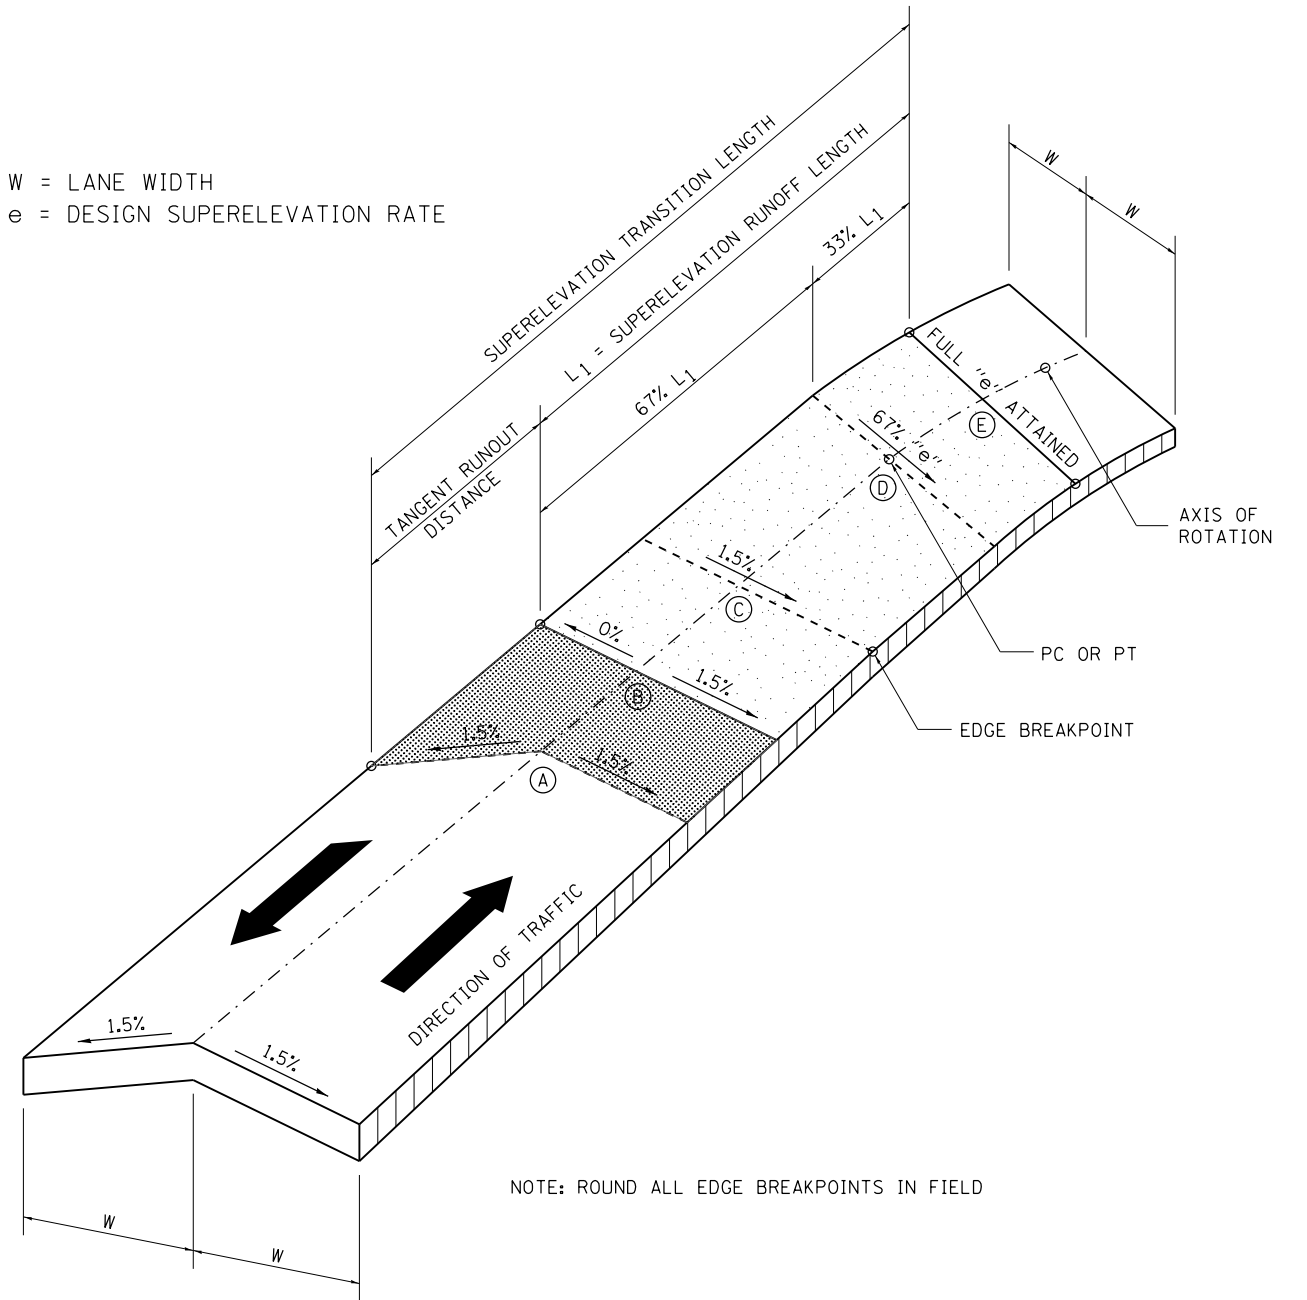 W = LANE WIDTH
e = DESIGN SUPERELEVATION RATE
SUPERELEVATION TRANSITION LENGTH
L1 = SUPERELEVATION RUNOFF LENGTH
33% L1
67% L1
TANGENT RUNOUT
DISTANCE
W
W
FULL "e" ATTAINED
E
67% "e"
D
AXIS OF
ROTATION
1.5%
C
0%
PC OR PT
1.5%
B
EDGE BREAKPOINT
1.5%
1.5%
A
DIRECTION OF TRAFFIC
1.5%
1.5%
NOTE: ROUND ALL EDGE BREAKPOINTS IN FIELD
W
W